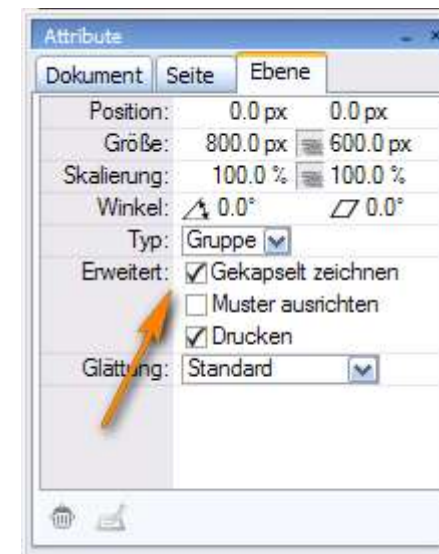 Attribute
Dokument Seite Ebene
Position: 0.0 px 0.0 px
Größe: 800.0 px 600.0 px
Skalierung: 100.0 % 100.0 %
Winkel: 0.0° 0.0°
Typ: Gruppe
Erweitert: Gekapselt zeichnen
Muster ausrichten
Drucken
Glättung: Standard